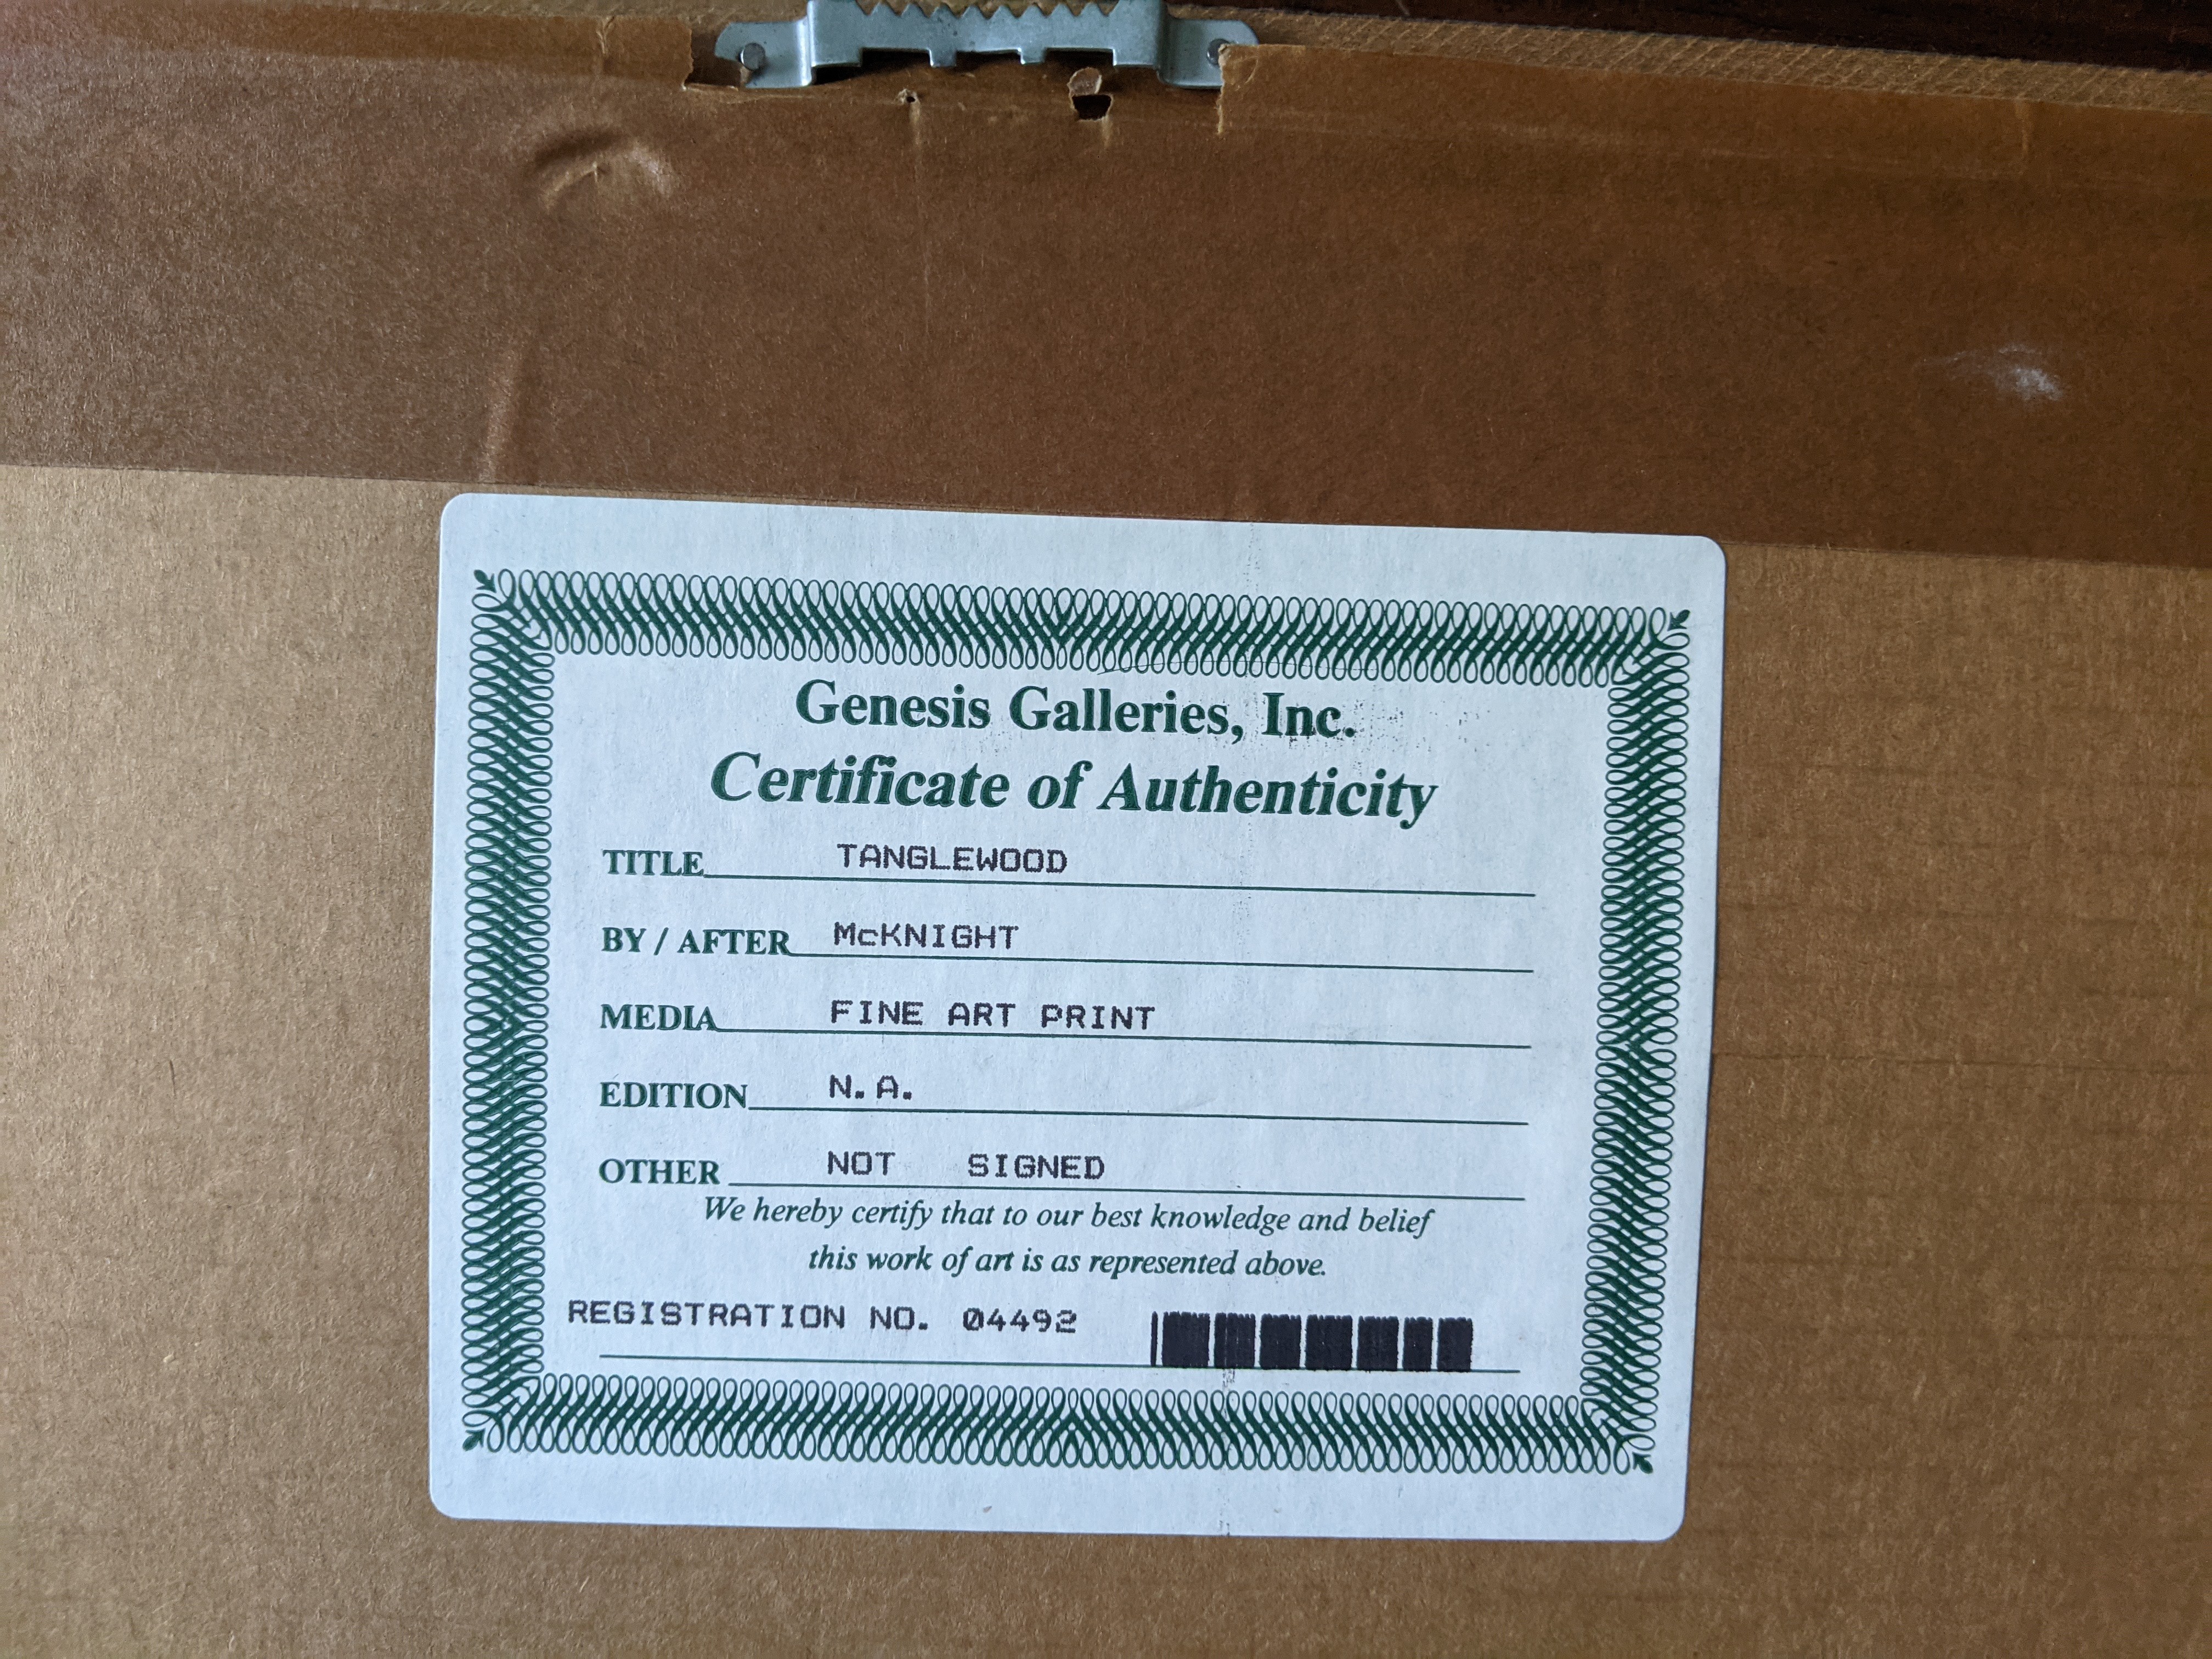 Genesis Galleries, Inc.
Certificate of Authenticity
TITLE TANGLEWOOD
BY / AFTER McKNIGHT
MEDIA FINE ART PRINT
EDITION N.A.
OTHER NOT SIGNED
We hereby certify that to our best knowledge and belief
this work of art is as represented above.
REGISTRATION NO. 04492